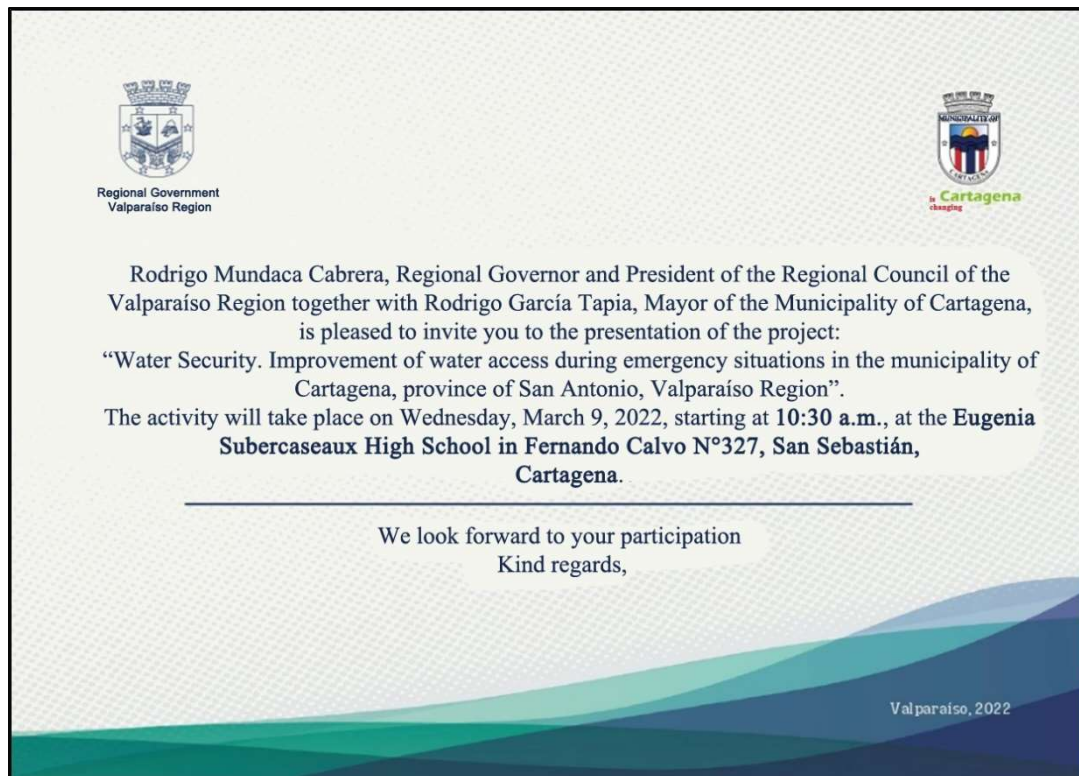 Regional Government
Valparaíso Region
MUNICIPALITY OF
CARTAGENA
is Cartagena
changing
Rodrigo Mundaca Cabrera, Regional Governor and President of the Regional Council of the
Valparaíso Region together with Rodrigo García Tapia, Mayor of the Municipality of Cartagena,
is pleased to invite you to the presentation of the project:
“Water Security. Improvement of water access during emergency situations in the municipality of
Cartagena, province of San Antonio, Valparaíso Region”.
The activity will take place on Wednesday, March 9, 2022, starting at 10:30 a.m., at the Eugenia
Subercaseaux High School in Fernando Calvo N°327, San Sebastián,
Cartagena.
We look forward to your participation
Kind regards,
Valparaiso, 2022